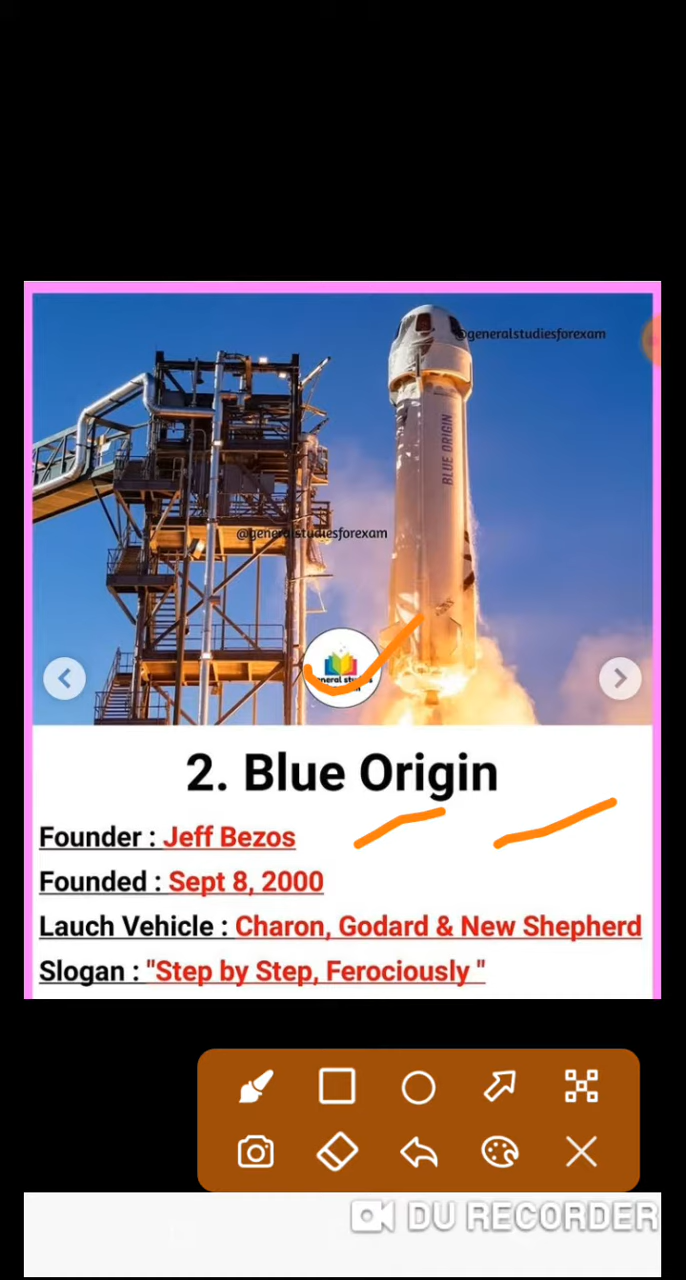 @generalstudiesforexam
BLUE ORIGIN
@generalstudiesforexam
2. Blue Origin
Founder : Jeff Bezos
Founded : Sept 8, 2000
Lauch Vehicle : Charon, Godard & New Shepherd
Slogan : "Step by Step, Ferociously "
DU RECORDER